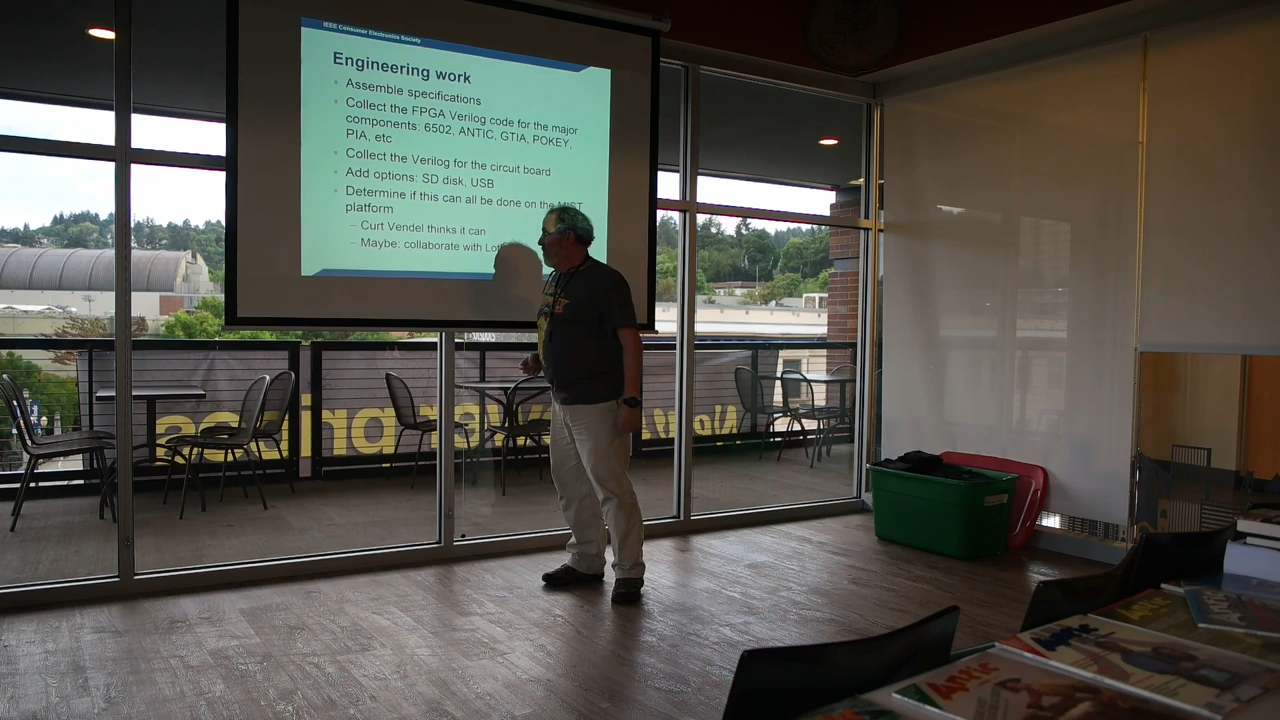 IEEE Consumer Electronics Society
Engineering work
Assemble specifications
Collect the FPGA Verilog code for the major
components: 6502, ANTIC, GTIA, POKEY,
PIA, etc
Collect the Verilog for the circuit board
Add options: SD disk, USB
Determine if this can all be done on the MIST
platform
– Curt Vendel thinks it can
– Maybe: collaborate with
Antic
Antic